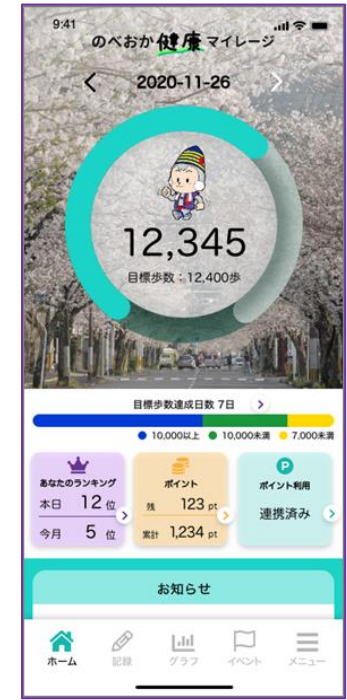 9:41
のべおか健康マイレージ
2020-11-26
12,345
目標歩数：12,400歩
目標歩数達成日数 7日
10,000以上 10,000未満 7,000未満
あなたのランキング
本日 12 位
今月 5 位
ポイント
残 123 pt
累計 1,234 pt
P
ポイント利用
連携済み
お知らせ
ホーム 記録 グラフ イベント メニュー